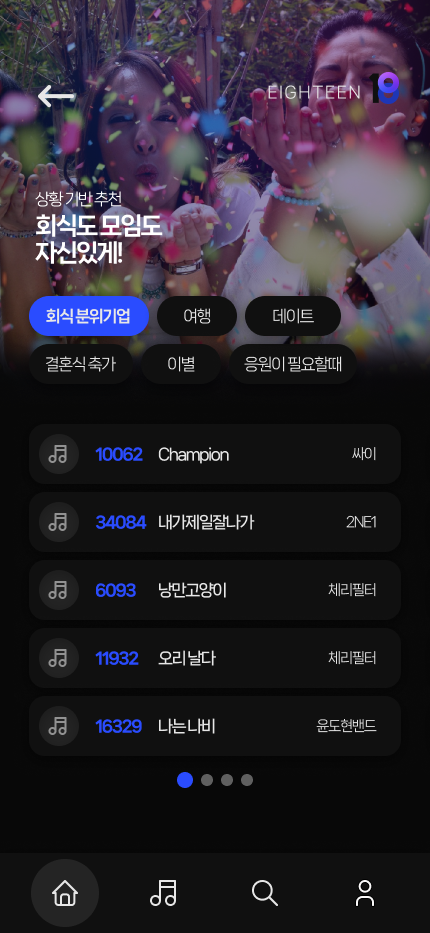 EIGHTEEN 18
상황 기반 추천
회식도 모임도
자신있게!
회식 분위기업 여행 데이트
결혼식 축가 이별 응원이 필요할때
10062 Champion 싸이
34084 내가제일잘나가 2NE1
6093 낭만고양이 체리필터
11932 오리 날다 체리필터
16329 나는 나비 윤도현밴드